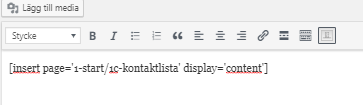 Lägg till media
Stycke
[insert page='1-start/1c-kontaktlista' display='content']